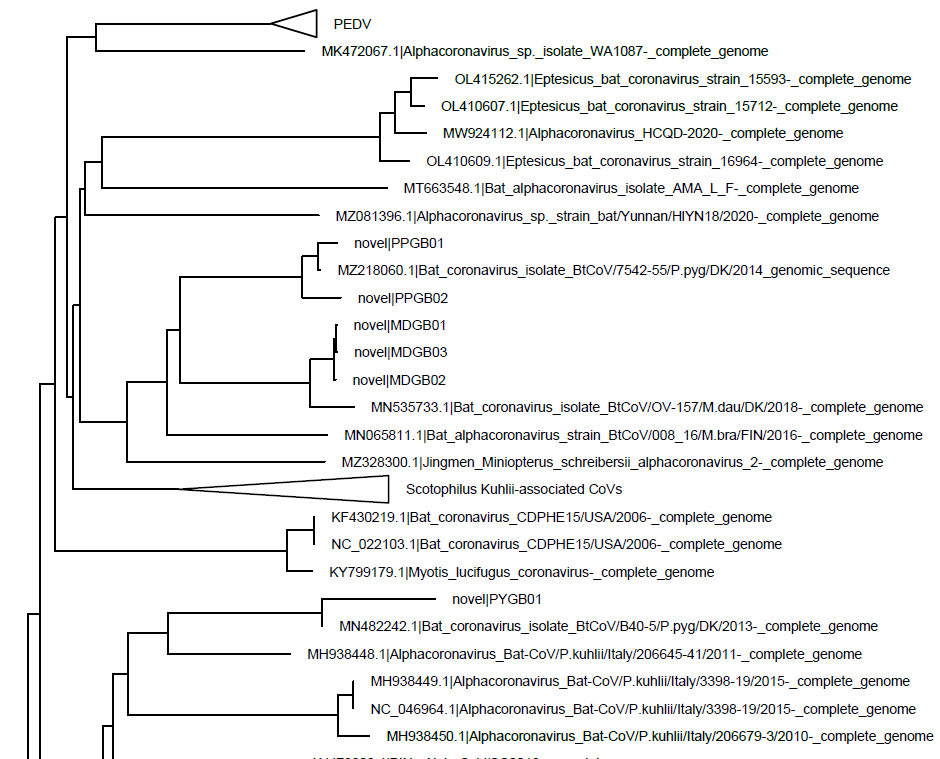 PEDV
MK472067.1|Alphacoronavirus_sp._isolate_WA1087-_complete_genome
OL415262.1|Eptesicus_bat_coronavirus_strain_15593-_complete_genome
OL410607.1|Eptesicus_bat_coronavirus_strain_15712-_complete_genome
MW924112.1|Alphacoronavirus_HCQD-2020-_complete_genome
OL410609.1|Eptesicus_bat_coronavirus_strain_16964-_complete_genome
MT663548.1|Bat_alphacoronavirus_isolate_AMA_L_F-_complete_genome
MZ081396.1|Alphacoronavirus_sp._strain_bat/Yunnan/HlYN18/2020-_complete_genome
novel|PPGB01
MZ218060.1|Bat_coronavirus_isolate_BtCoV/7542-55/P.pyg/DK/2014_genomic_sequence
novel|PPGB02
novel|MDGB01
novel|MDGB03
novel|MDGB02
MN535733.1|Bat_coronavirus_isolate_BtCoV/OV-157/M.dau/DK/2018-_complete_genome
MN065811.1|Bat_alphacoronavirus_strain_BtCoV/008_16/M.bra/FIN/2016-_complete_genome
MZ328300.1|Jingmen_Miniopterus_schreibersii_alphacoronavirus_2-_complete_genome
Scotophilus Kuhlii-associated CoVs
KF430219.1|Bat_coronavirus_CDPHE15/USA/2006-_complete_genome
NC_022103.1|Bat_coronavirus_CDPHE15/USA/2006-_complete_genome
KY799179.1|Myotis_lucifugus_coronavirus-_complete_genome
novel|PYGB01
MN482242.1|Bat_coronavirus_isolate_BtCoV/B40-5/P.pyg/DK/2013-_complete_genome
MH938448.1|Alphacoronavirus_Bat-CoV/P.kuhlii/Italy/206645-41/2011-_complete_genome
MH938449.1|Alphacoronavirus_Bat-CoV/P.kuhlii/Italy/3398-19/2015-_complete_genome
NC_046964.1|Alphacoronavirus_Bat-CoV/P.kuhlii/Italy/3398-19/2015-_complete_genome
MH938450.1|Alphacoronavirus_Bat-CoV/P.kuhlii/Italy/206679-3/2010-_complete_genome